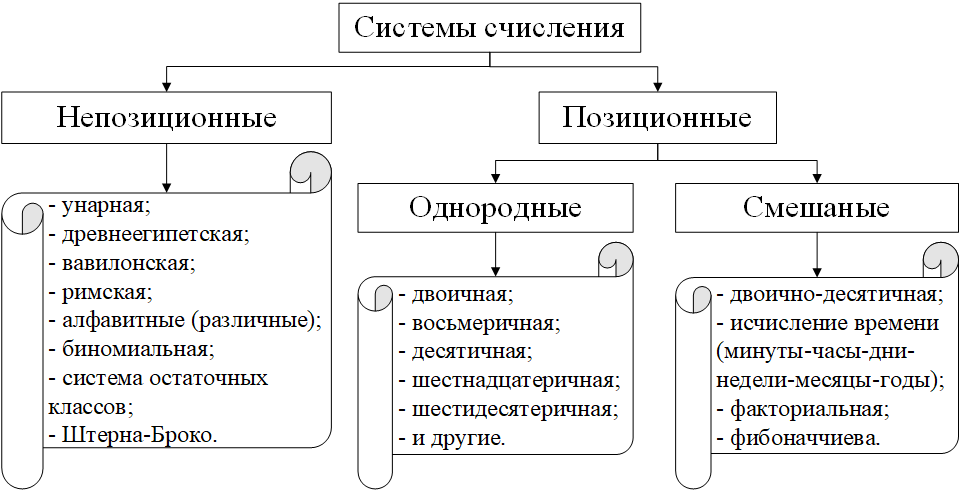 Системы счисления
Непозиционные
Позиционные
- унарная;
- древнеегипетская;
- вавилонская;
- римская;
- алфавитные (различные);
- биномиальная;
- система остаточных
классов;
- Штерна-Броко.
Однородные
Смешаные
- двоичная;
- восьмеричная;
- десятичная;
- шестнадцатеричная;
- шестидесятеричная;
- и другие.
- двоично-десятичная;
- исчисление времени
(минуты-часы-дни-
недели-месяцы-годы);
- факториальная;
- фибоначчиева.